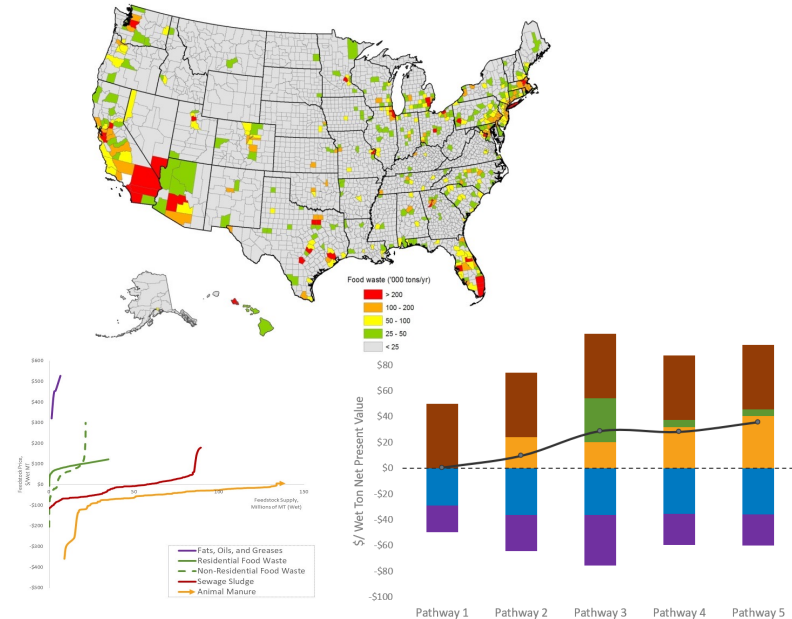 Food waste ('000 tons/yr)
> 200
100 - 200
50 - 100
25 - 50
< 25
$600
$500
$400
$300
$200
$100
$0
-$100
-$200
-$300
-$400
-$500
Feedstock Price,
$/Wet MT
50
100
150
Feedstock Supply,
Millions of MT (Wet)
Fats, Oils, and Greases
Residential Food Waste
Non-Residential Food Waste
Sewage Sludge
Animal Manure
$/ Wet Ton Net Present Value
$80
$60
$40
$20
$0
-$20
-$40
-$60
-$80
-$100
Pathway 1
Pathway 2
Pathway 3
Pathway 4
Pathway 5